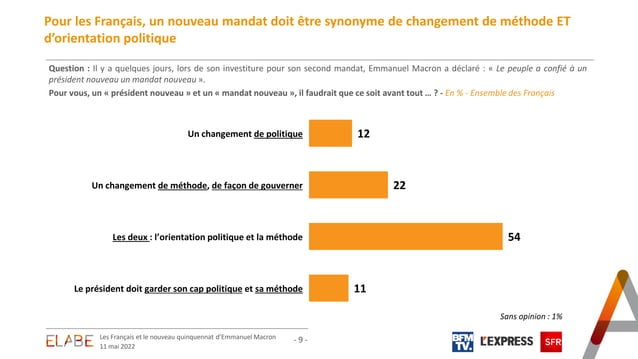 Pour les Français, un nouveau mandat doit être synonyme de changement de méthode ET
d’orientation politique
Question : Il y a quelques jours, lors de son investiture pour son second mandat, Emmanuel Macron a déclaré : « Le peuple a confié à un
président nouveau un mandat nouveau ».
Pour vous, un « président nouveau » et un « mandat nouveau », il faudrait que ce soit avant tout … ? - En % - Ensemble des Français
Un changement de politique 12
Un changement de méthode, de façon de gouverner 22
Les deux : l’orientation politique et la méthode 54
Le président doit garder son cap politique et sa méthode 11
Sans opinion : 1%
ELABE
Les Français et le nouveau quinquennat d’Emmanuel Macron
11 mai 2022
- 9 -
BFM
TV.
L'EXPRESS
SFR